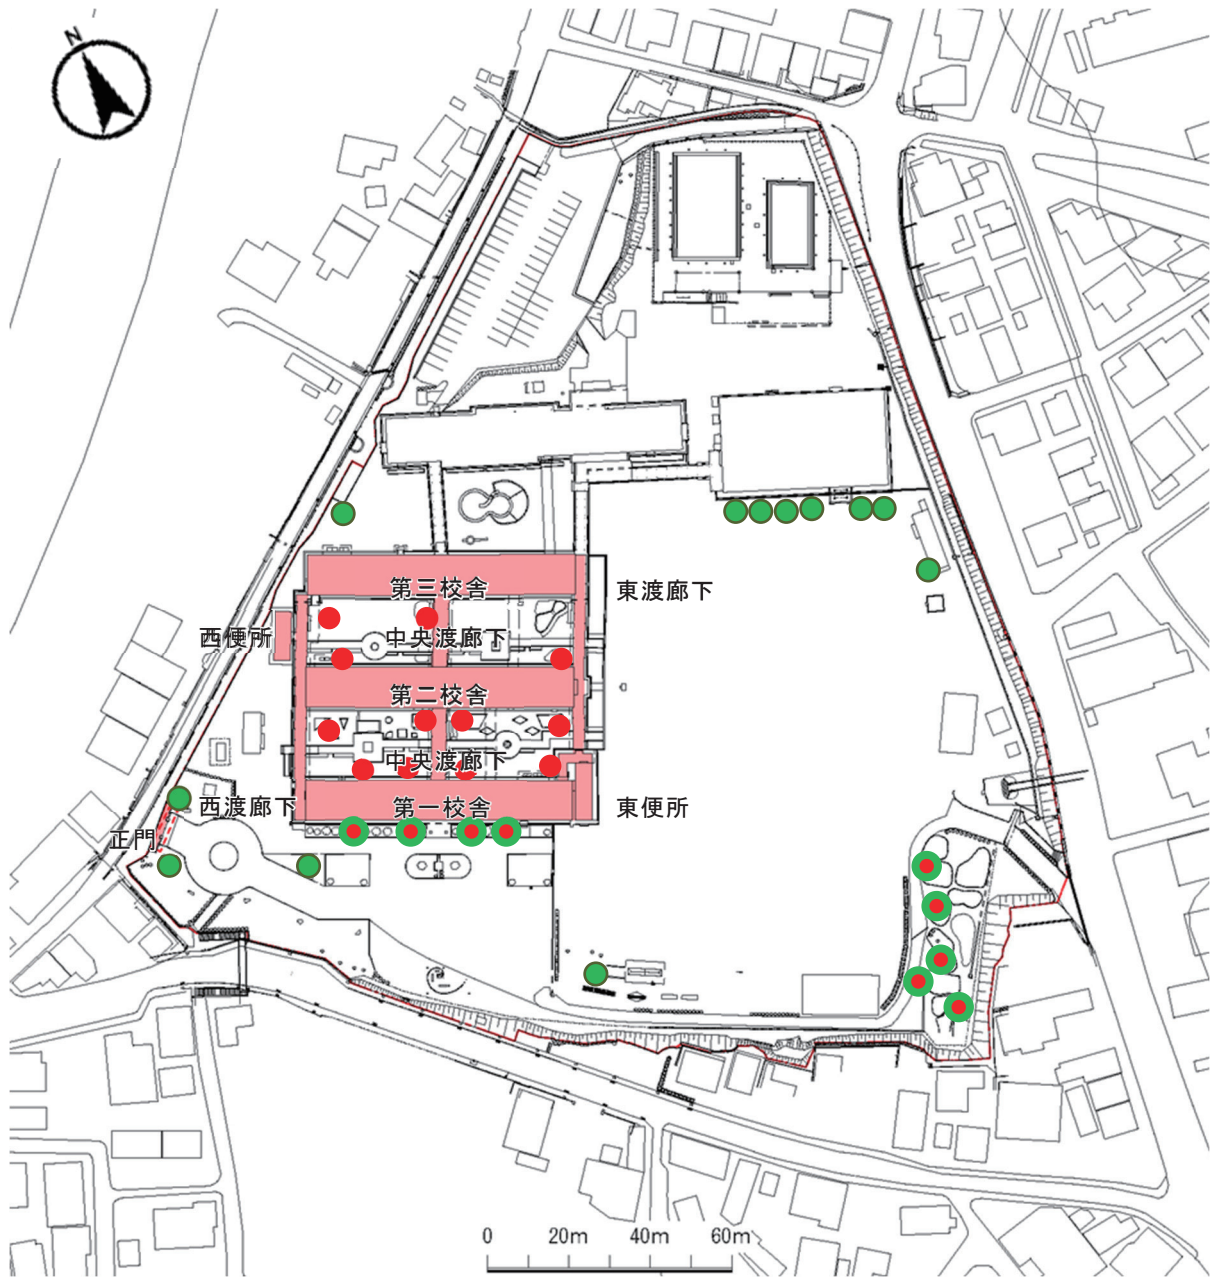 N
第三校舎
東渡廊下
西便所
中央渡廊下
第二校舎
中央渡廊下
西渡廊下
第一校舎
東便所
正門
0 20m 40m 60m